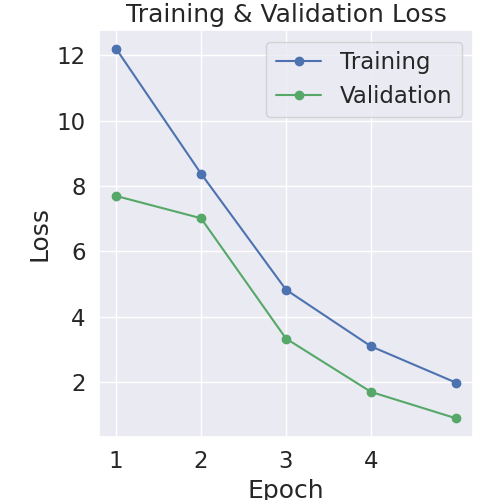 Training & Validation Loss
Training
Validation
12
10
8
6
4
2
Loss
1 2 3 4
Epoch